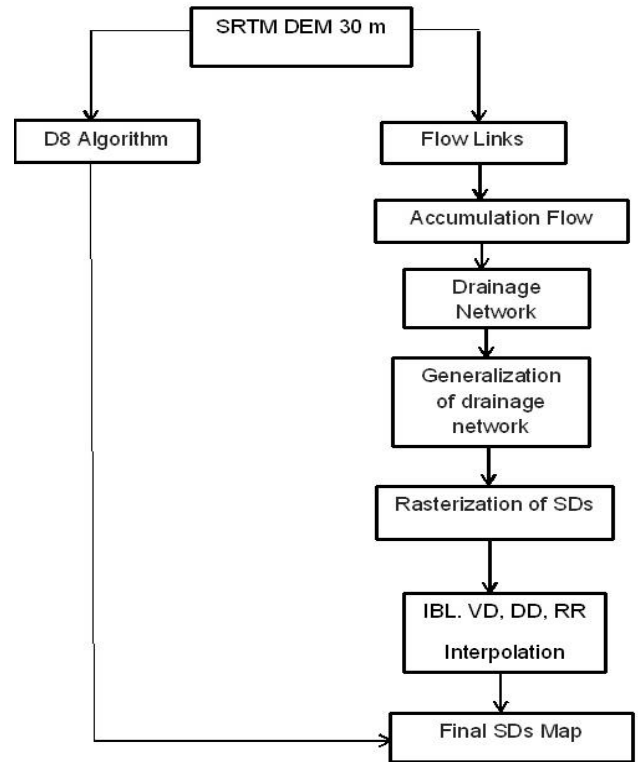 SRTM DEM 30 m
D8 Algorithm
Flow Links
Accumulation Flow
Drainage
Network
Generalization
of drainage
network
Rasterization of SDs
IBL. VD, DD, RR
Interpolation
Final SDs Map